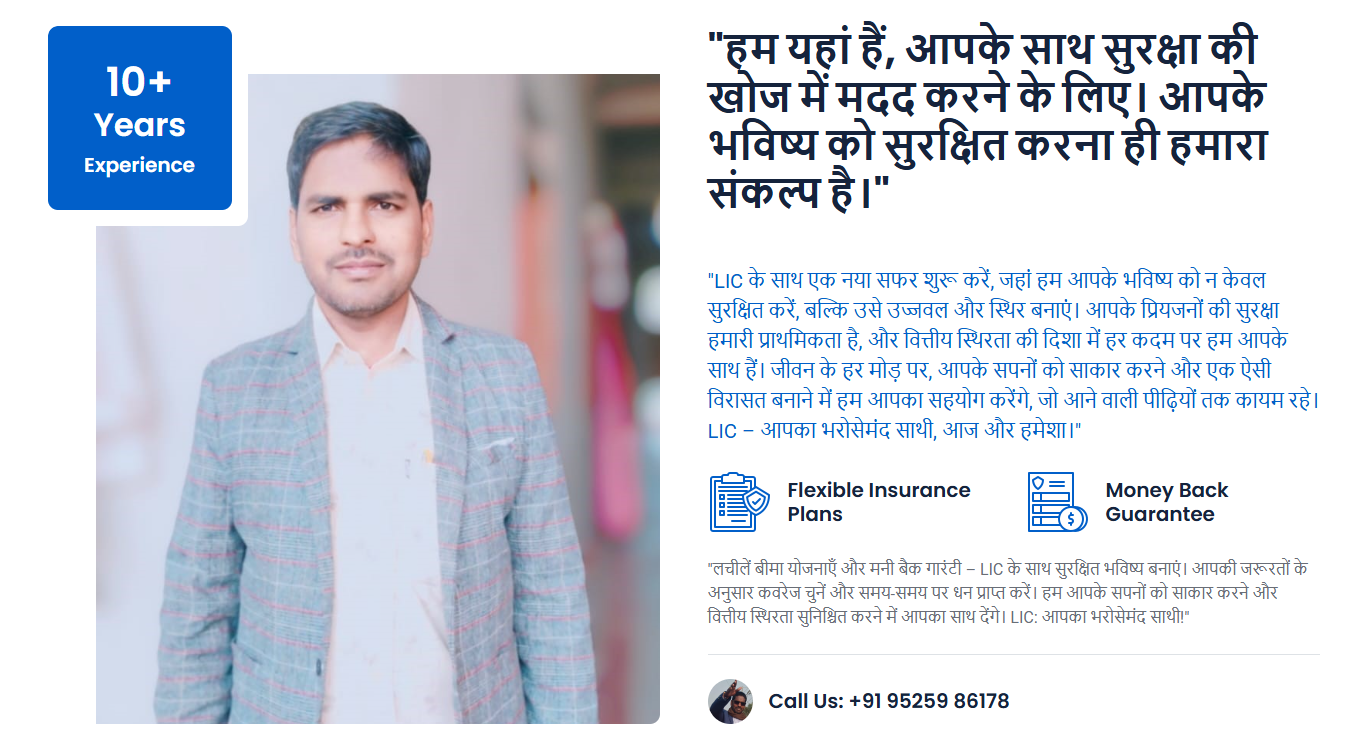 10+
Years
Experience
"हम यहां हैं, आपके साथ सुरक्षा की
खोज में मदद करने के लिए। आपके
भविष्य को सुरक्षित करना ही हमारा
संकल्प है।"
"LIC के साथ एक नया सफर शुरू करें, जहां हम आपके भविष्य को न केवल
सुरक्षित करें, बल्कि उसे उज्जवल और स्थिर बनाएं। आपके प्रियजनों की सुरक्षा
हमारी प्राथमिकता है, और वित्तीय स्थिरता की दिशा में हर कदम पर हम आपके
साथ हैं। जीवन के हर मोड़ पर, आपके सपनों को साकार करने और एक ऐसी
विरासत बनाने में हम आपका सहयोग करेंगे, जो आने वाली पीढ़ियों तक कायम रहे।
LIC – आपका भरोसेमंद साथी, आज और हमेशा।"
Flexible Insurance
Plans
Money Back
Guarantee
"लचीलें बीमा योजनाएँ और मनी बैक गारंटी – LIC के साथ सुरक्षित भविष्य बनाएं। आपकी जरूरतों के
अनुसार कवरेज चुनें और समय-समय पर धन प्राप्त करें। हम आपके सपनों को साकार करने और
वित्तीय स्थिरता सुनिश्चित करने में आपका साथ देंगे। LIC: आपका भरोसेमंद साथी!"
Call Us: +91 95259 86178